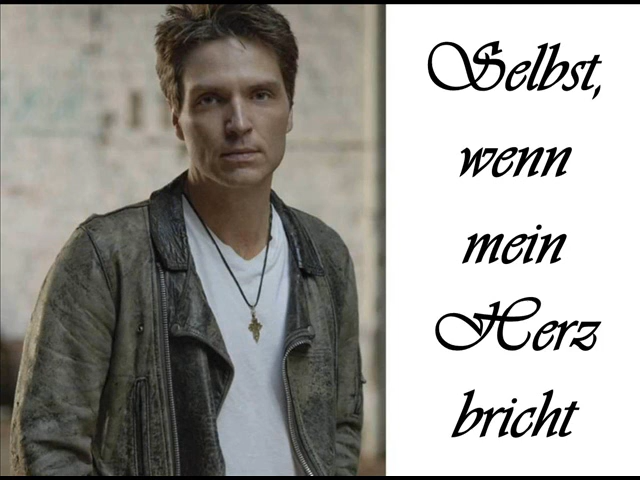 Selbst,
wenn
mein
Herz
bricht